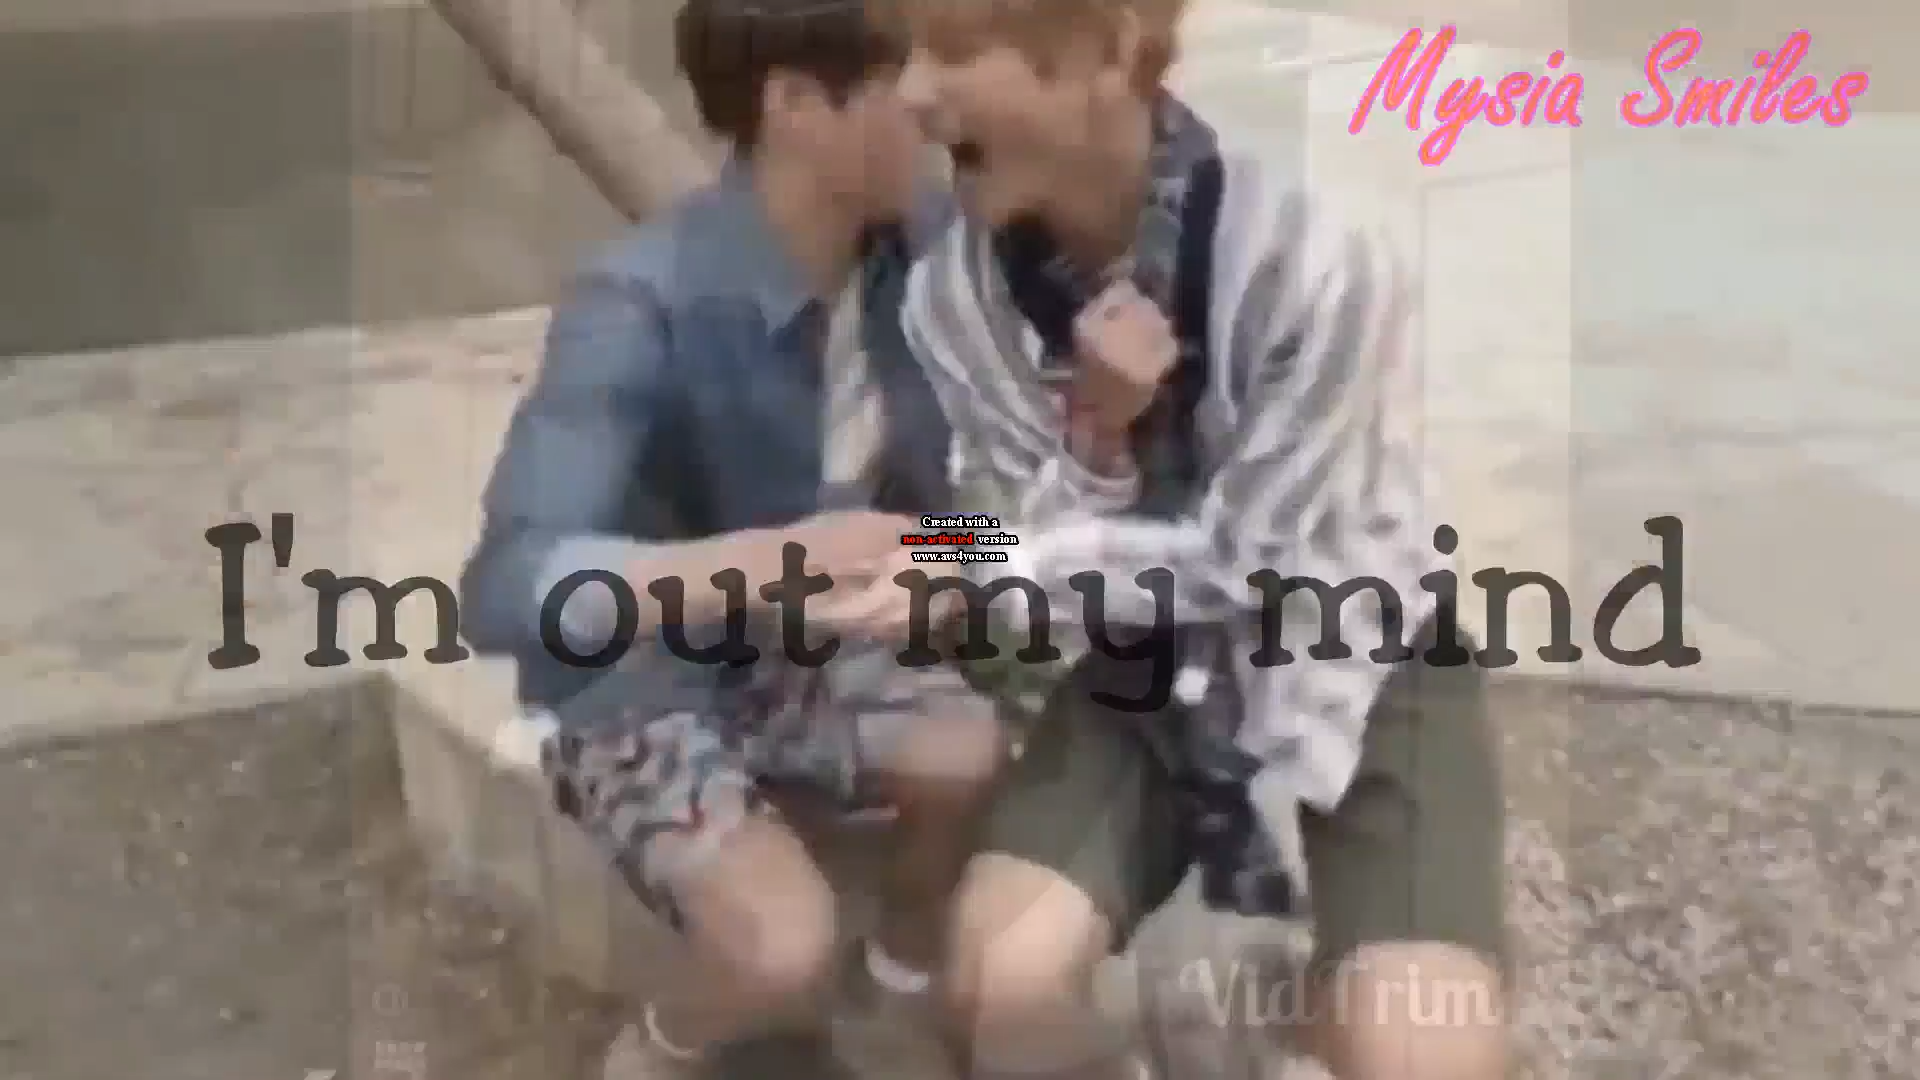 Mysia Smiles
Created with a
non-activated version
www.avs4you.com
I'm out my mind
VidTrim